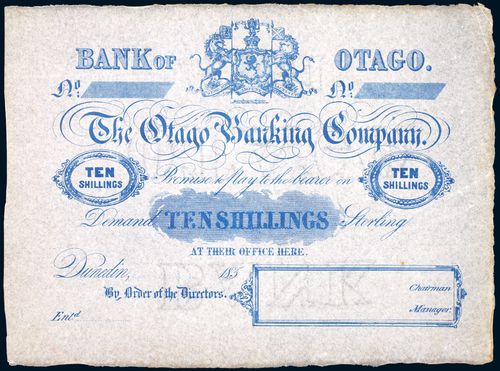 BANK OF OTAGO.
No. No.
The Otago Banking Company.
TEN SHILLINGS
Promise to pay to the bearer on
TEN SHILLINGS
Demand TEN SHILLINGS Sterling
AT THEIR OFFICE HERE.
Dunedin, 185
By Order of the Directors.
Chairman
Manager.
Entd